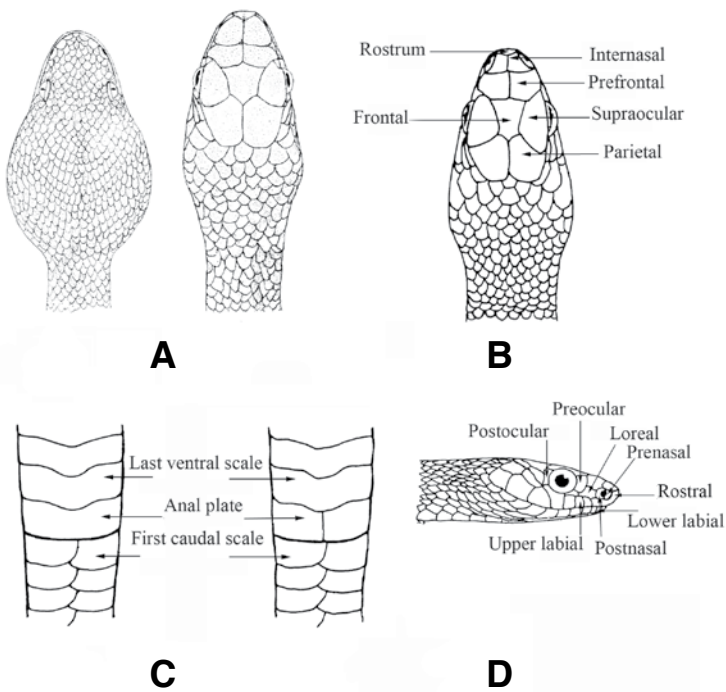 Rostrum
Internasal
Prefrontal
Frontal
Supraocular
Parietal
A
B
Last ventral scale
Anal plate
First caudal scale
Preocular
Postocular
Loreal
Prenasal
Rostral
Lower labial
Upper labial
Postnasal
C
D